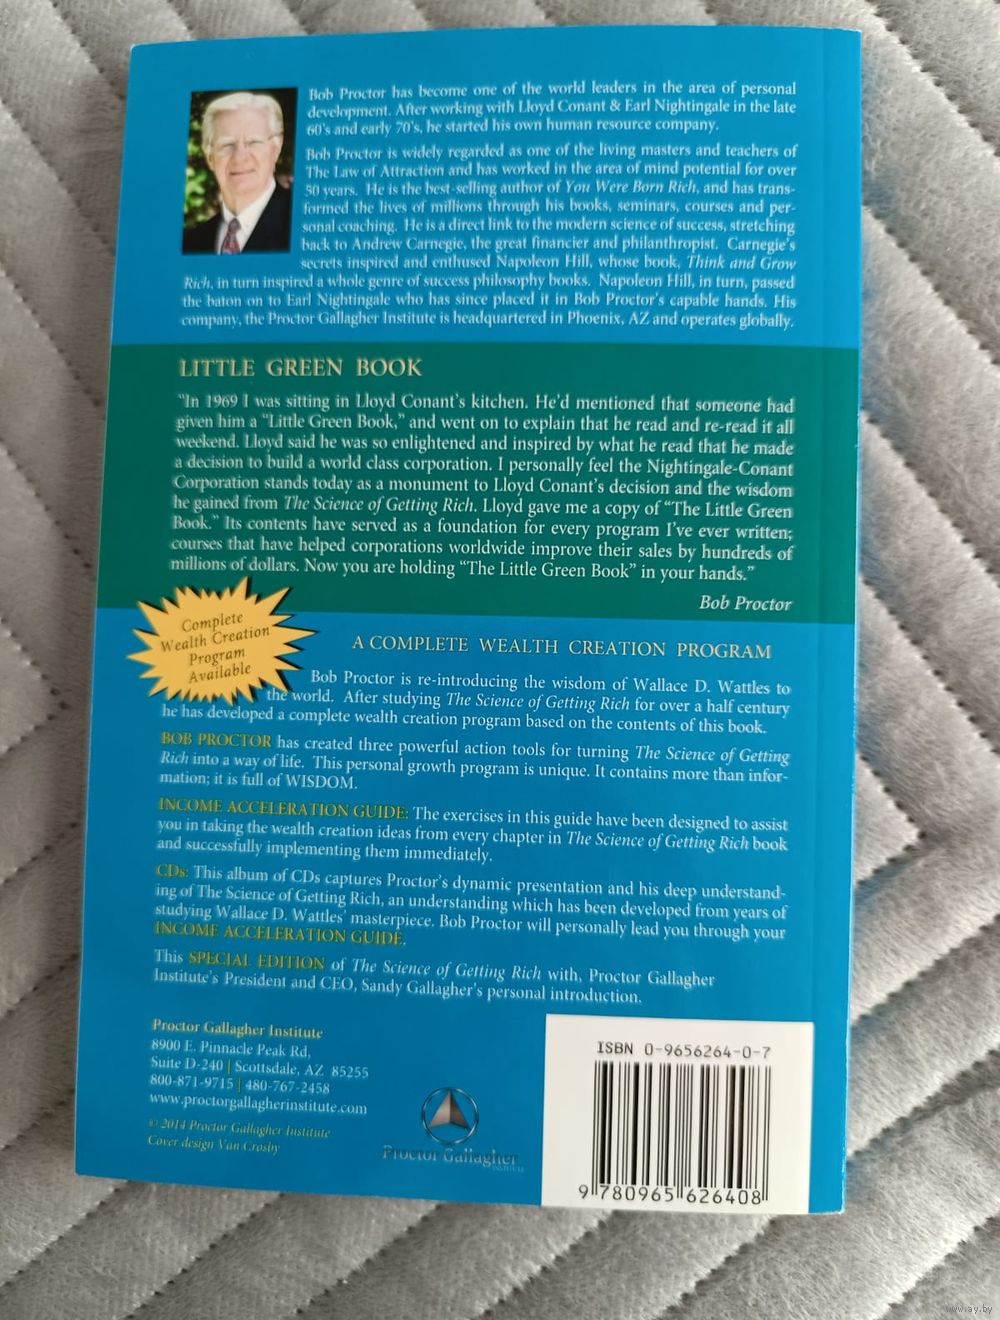 Bob Proctor has become one of the world leaders in the area of personal
development. After working with Lloyd Conant & Earl Nightingale in the late
60's and early 70's, he started his own human resource company.
Bob Proctor is widely regarded as one of the living masters and teachers of
The Law of Attraction and has worked in the area of mind potential for over
50 years. He is the best-selling author of You Were Born Rich, and has trans-
formed the lives of millions through his books, seminars, courses and per-
sonal coaching. He is a direct link to the modern science of success, stretching
back to Andrew Carnegie, the great financier and philanthropist. Carnegie's
secrets inspired and enthused Napoleon Hill, whose book, Think and Grow
Rich, in turn inspired a whole genre of success philosophy books. Napoleon Hill, in turn, passed
the baton on to Earl Nightingale who has since placed it in Bob Proctor's capable hands. His
company, the Proctor Gallagher Institute is headquartered in Phoenix, AZ and operates globally.
LITTLE GREEN BOOK
"In 1969 I was sitting in Lloyd Conant's kitchen. He'd mentioned that someone had
given him a "Little Green Book," and went on to explain that he read and re-read it all
weekend. Lloyd said he was so enlightened and inspired by what he read that he made
a decision to build a world class corporation. I personally feel the Nightingale-Conant
Corporation stands today as a monument to Lloyd Conant's decision and the wisdom
he gained from The Science of Getting Rich. Lloyd gave me a copy of "The Little Green
Book." Its contents have served as a foundation for every program I've ever written;
courses that have helped corporations worldwide improve their sales by hundreds of
millions of dollars. Now you are holding "The Little Green Book" in your hands."
Bob Proctor
Complete
Wealth Creation
Program
Available
A COMPLETE WEALTH CREATION PROGRAM
Bob Proctor is re-introducing the wisdom of Wallace D. Wattles to
the world. After studying The Science of Getting Rich for over a half century
he has developed a complete wealth creation program based on the contents of this book.
BOB PROCTOR has created three powerful action tools for turning The Science of Getting
Rich into a way of life. This personal growth program is unique. It contains more than infor-
mation; it is full of WISDOM.
INCOME ACCELERATION GUIDE: The exercises in this guide have been designed to assist
you in taking the wealth creation ideas from every chapter in The Science of Getting Rich book
and successfully implementing them immediately.
CDs: This album of CDs captures Proctor's dynamic presentation and his deep understand-
ing of The Science of Getting Rich, an understanding which has been developed from years of
studying Wallace D. Wattles' masterpiece. Bob Proctor will personally lead you through your
INCOME ACCELERATION GUIDE.
This SPECIAL EDITION of The Science of Getting Rich with, Proctor Gallagher
Institute's President and CEO, Sandy Gallagher's personal introduction.
Proctor Gallagher Institute
8900 E. Pinnacle Peak Rd,
Suite D-240 | Scottsdale, AZ 85255
800-871-9715 | 480-767-2458
www.proctorgallagherinstitute.com
© 2014 Proctor Gallagher Institute
Cover design Van Crosby
Proctor Gallagher
INSTITUTE
ISBN 0-9656264-0-7
9 780965 626408
www.ay.by